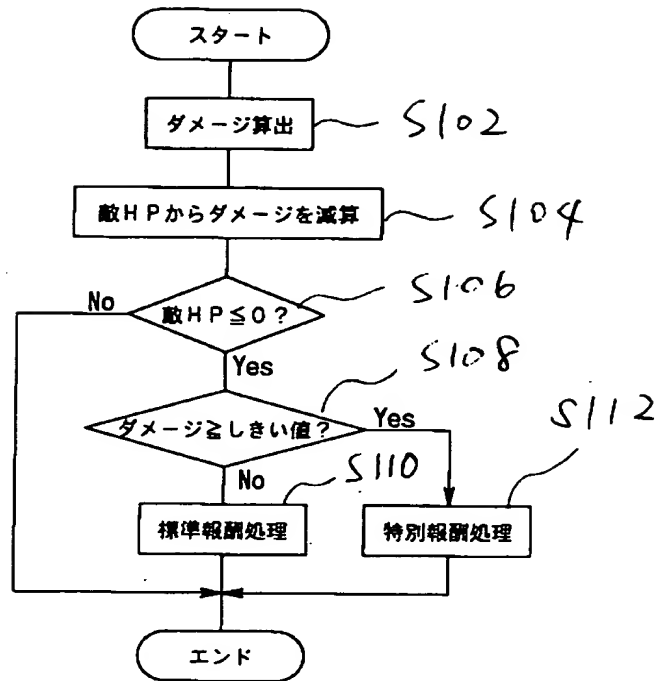 スタート
ダメージ算出
S102
敵HPからダメージを減算
S104
No
敵HP≦0?
S106
Yes
S108
ダメージ≧しきい値?
Yes
S112
No
S110
標準報酬処理
特別報酬処理
エンド